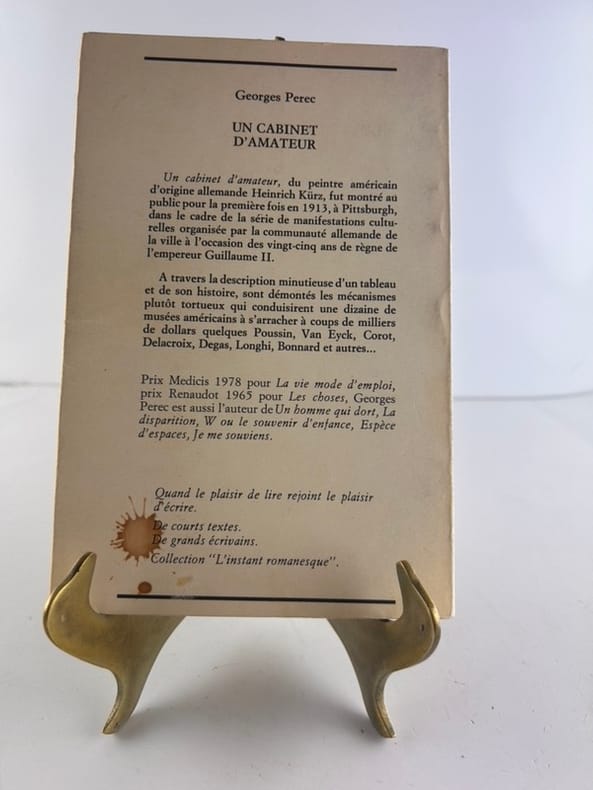 Georges Perec
UN CABINET
D'AMATEUR
Un cabinet d'amateur, du peintre américain
d'origine allemande Heinrich Kürz, fut montré au
public pour la première fois en 1913, à Pittsburgh,
dans le cadre de la série de manifestations cultu-
relles organisée par la communauté allemande de
la ville à l'occasion des vingt-cinq ans de règne de
l'empereur Guillaume II.
A travers la description minutieuse d'un tableau
et de son histoire, sont démontés les mécanismes
plutôt tortueux qui conduisirent une dizaine de
musées américains à s'arracher à coups de milliers
de dollars quelques Poussin, Van Eyck, Corot,
Delacroix, Degas, Longhi, Bonnard et autres...
Prix Medicis 1978 pour La vie mode d'emploi,
prix Renaudot 1965 pour Les choses, Georges
Perec est aussi l'auteur de Un homme qui dort, La
disparition, W ou le souvenir d'enfance, Espèce
d'espaces, Je me souviens.
Quand le plaisir de lire rejoint le plaisir
d'écrire.
De courts textes.
De grands écrivains.
Collection "L'instant romanesque".